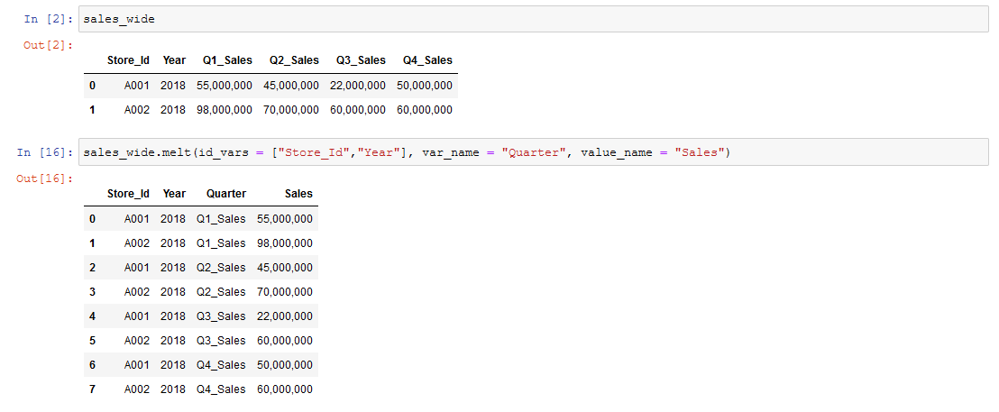 In [2]: sales_wide
Out[2]:
Store_Id Year Q1_Sales Q2_Sales Q3_Sales Q4_Sales
0 A001 2018 55,000,000 45,000,000 22,000,000 50,000,000
1 A002 2018 98,000,000 70,000,000 60,000,000 60,000,000
In [16]: sales_wide.melt(id_vars = ["Store_Id","Year"], var_name = "Quarter", value_name = "Sales")
Out[16]:
Store_Id Year Quarter Sales
0 A001 2018 Q1_Sales 55,000,000
1 A002 2018 Q1_Sales 98,000,000
2 A001 2018 Q2_Sales 45,000,000
3 A002 2018 Q2_Sales 70,000,000
4 A001 2018 Q3_Sales 22,000,000
5 A002 2018 Q3_Sales 60,000,000
6 A001 2018 Q4_Sales 50,000,000
7 A002 2018 Q4_Sales 60,000,000